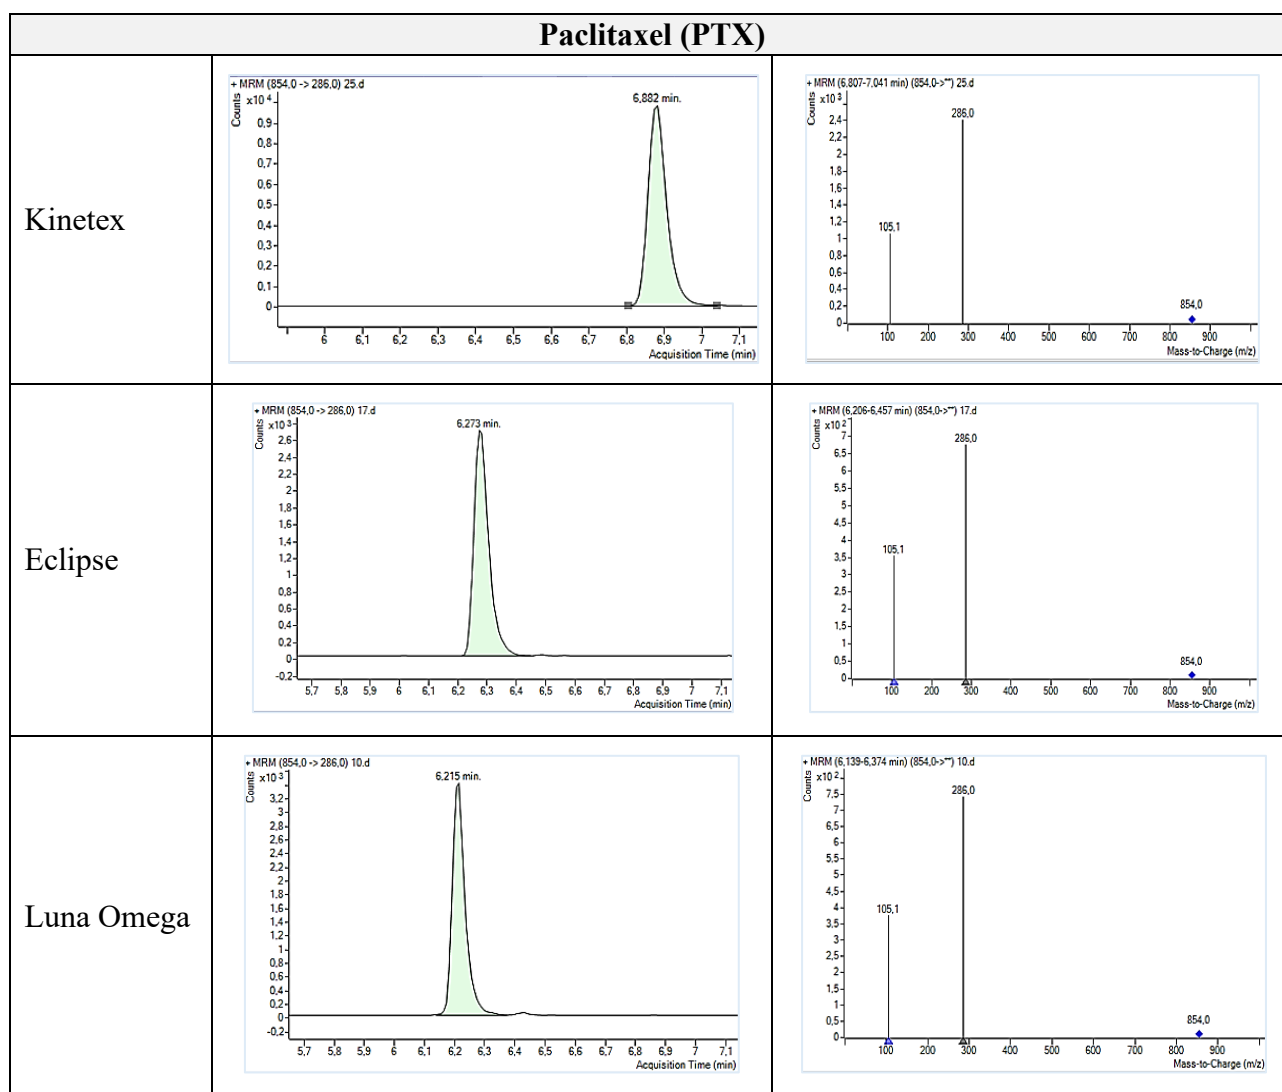 Paclitaxel (PTX)
Kinetex
+ MRM (854,0 -> 286,0) 25.d
Counts
x10 4
6,882 min.
0,9
0,8
0,7
0,6
0,5
0,4
0,3
0,2
0,1
0
6 6,1 6,2 6,3 6,4 6,5 6,6 6,7 6,8 6,9 7 7,1
Acquisition Time (min)
+ MRM (6,807-7,041 min) (854,0->**) 25.d
Counts
x10 3
286,0
2,4
2,2
2
1,8
1,6
1,4
1,2
105,1
1
0,8
0,6
0,4
854,0
0,2
0
100 200 300 400 500 600 700 800 900
Mass-to-Charge (m/z)
Eclipse
+ MRM (854,0 -> 286,0) 17.d
Counts
x10 3
6,273 min.
2,6
2,4
2,2
2
1,8
1,6
1,4
1,2
1
0,8
0,6
0,4
0,2
0
-0,2
5,7 5,8 5,9 6 6,1 6,2 6,3 6,4 6,5 6,6 6,7 6,8 6,9 7 7,1
Acquisition Time (min)
+ MRM (6,206-6,457 min) (854,0->**) 17.d
Counts
x10 2
7
286,0
6,5
6
5,5
5
4,5
4
105,1
3,5
3
2,5
2
1,5
1
854,0
0,5
0
100 200 300 400 500 600 700 800 900
Mass-to-Charge (m/z)
Luna Omega
+ MRM (854,0 -> 286,0) 10.d
Counts
x10 3
6,215 min.
3,2
3
2,8
2,6
2,4
2,2
2
1,8
1,6
1,4
1,2
1
0,8
0,6
0,4
0,2
0
-0,2
5,7 5,8 5,9 6 6,1 6,2 6,3 6,4 6,5 6,6 6,7 6,8 6,9 7 7,1
Acquisition Time (min)
+ MRM (6,139-6,374 min) (854,0->**) 10.d
Counts
x10 2
286,0
7,5
7
6,5
6
5,5
5
4,5
4
105,1
3,5
3
2,5
2
1,5
1
854,0
0,5
0
100 200 300 400 500 600 700 800 900
Mass-to-Charge (m/z)